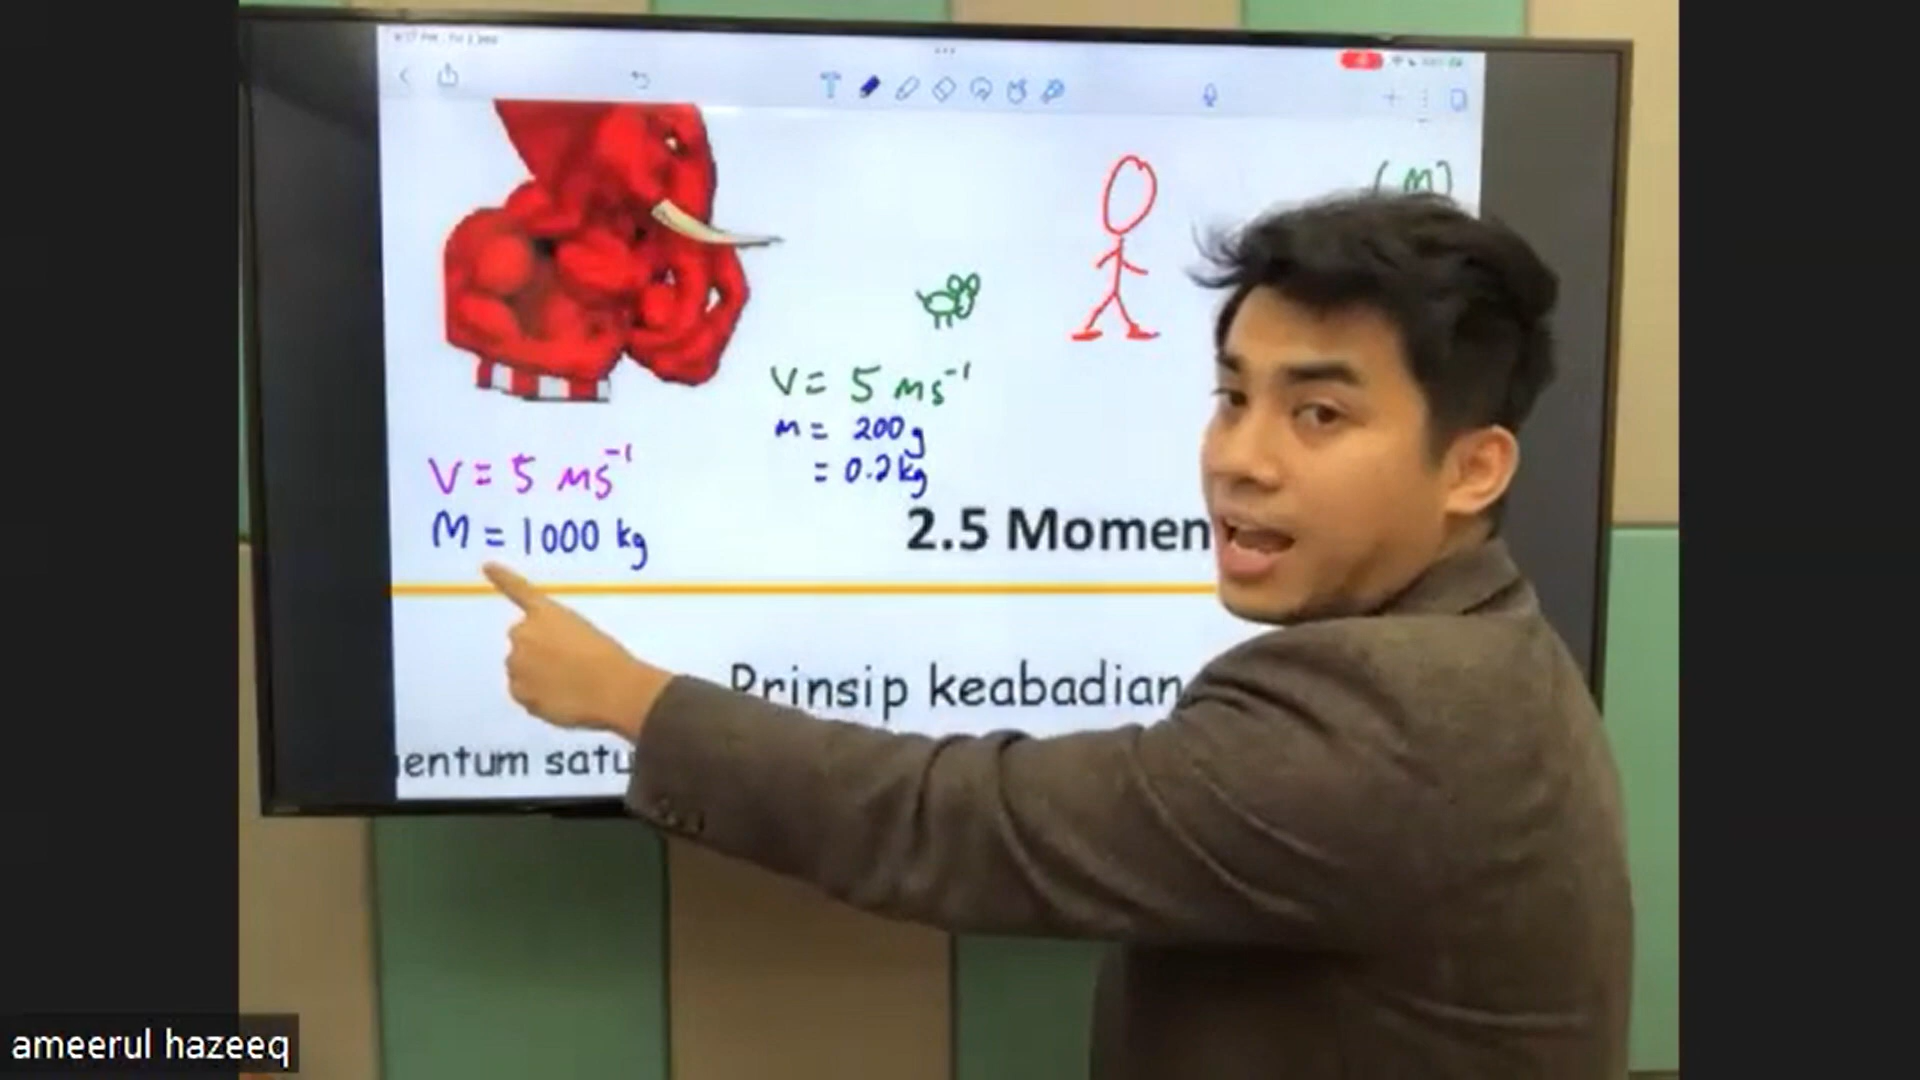 (M)
V = 5 ms⁻¹
m = 200g
= 0.2kg
V = 5 ms⁻¹
M = 1000 kg
2.5 Momen
Prinsip keabadian
entum satu
ameerul hazeeq